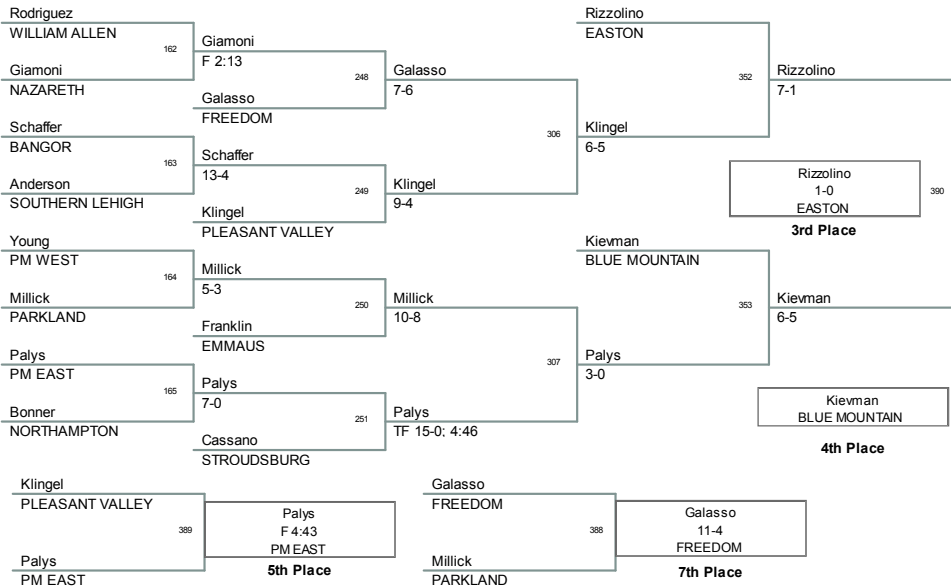 Rodriguez
WILLIAM ALLEN
162
Giamoni
NAZARETH
Giamoni
F 2:13
248
Galasso
FREEDOM
Galasso
7-6
Schaffer
BANGOR
163
Anderson
SOUTHERN LEHIGH
Schaffer
13-4
249
Klingel
PLEASANT VALLEY
Klingel
9-4
306
Rizzolino
EASTON
Klingel
6-5
352
Rizzolino
7-1
Rizzolino
1-0
EASTON
390
3rd Place
Young
PM WEST
164
Millick
PARKLAND
Millick
5-3
250
Franklin
EMMAUS
Millick
10-8
Palys
PM EAST
165
Bonner
NORTHAMPTON
Palys
7-0
251
Cassano
STROUDSBURG
Palys
TF 15-0; 4:46
307
Kievman
BLUE MOUNTAIN
Palys
3-0
353
Kievman
6-5
Kievman
BLUE MOUNTAIN
4th Place
Klingel
PLEASANT VALLEY
389
Palys
PM EAST
Palys
F 4:43
PM EAST
5th Place
Galasso
FREEDOM
388
Millick
PARKLAND
Galasso
11-4
FREEDOM
7th Place